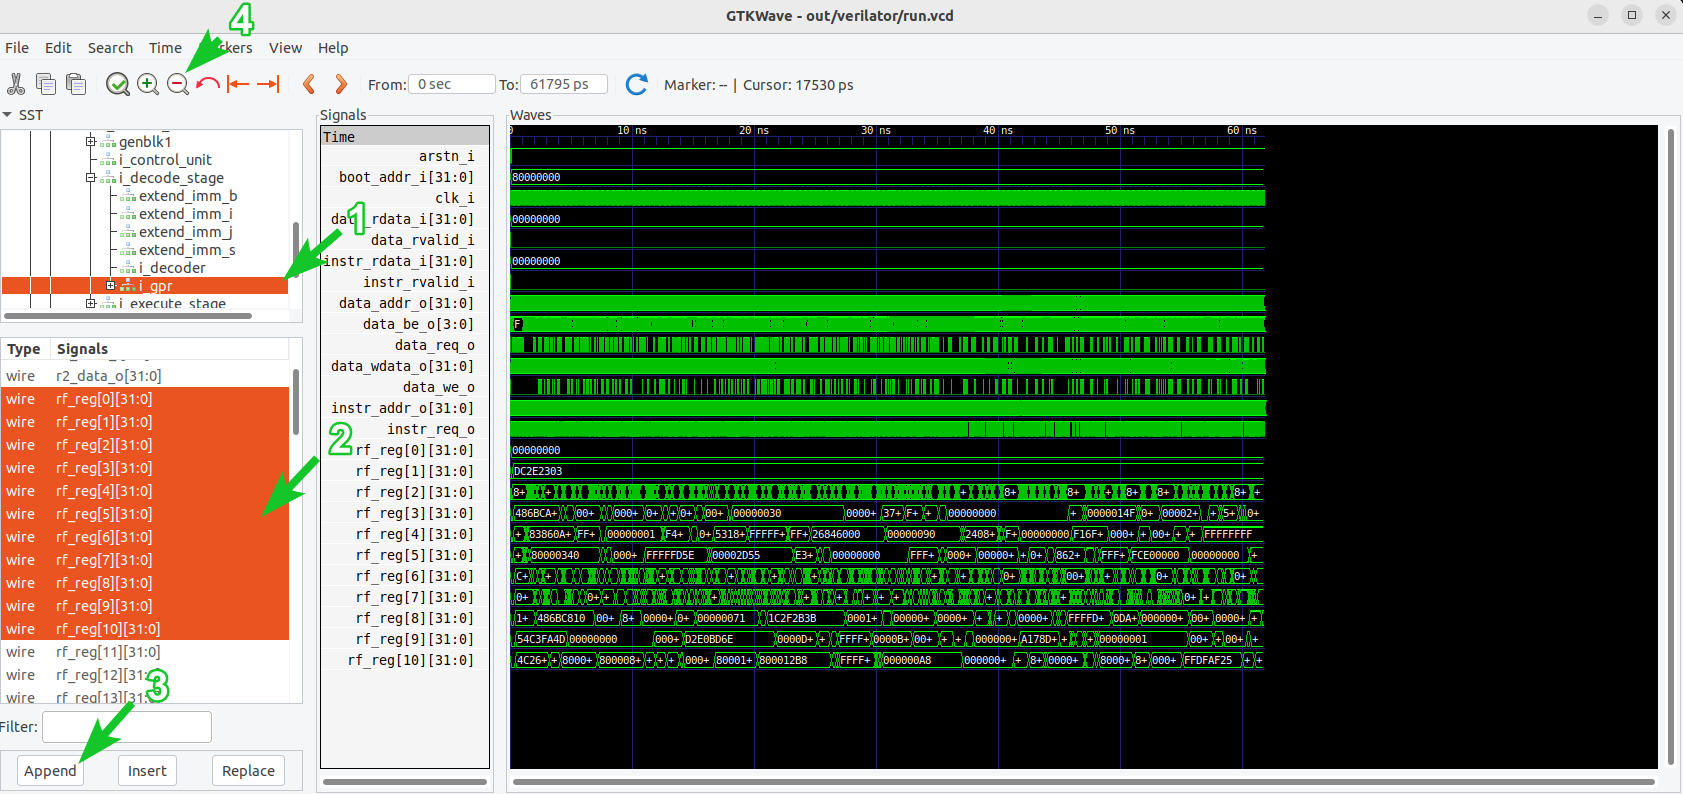 GTKWave - out/verilator/run.vcd
4
File Edit Search Time Markers View Help
From: 0 sec To: 61795 ps Marker: -- | Cursor: 17530 ps
SST
genblk1
i_control_unit
i_decode_stage
extend_imm_b
extend_imm_i
extend_imm_j
extend_imm_s
i_decoder
i_gpr
i_execute_stage
1
Type Signals
wire r2_data_o[31:0]
wire rf_reg[0][31:0]
wire rf_reg[1][31:0]
wire rf_reg[2][31:0]
wire rf_reg[3][31:0]
wire rf_reg[4][31:0]
wire rf_reg[5][31:0]
wire rf_reg[6][31:0]
wire rf_reg[7][31:0]
wire rf_reg[8][31:0]
wire rf_reg[9][31:0]
wire rf_reg[10][31:0]
wire rf_reg[11][31:0]
wire rf_reg[12][31:
wire rf_reg[13][31:
2
3
Filter:
Append Insert Replace
Signals
Time
arstn_i
boot_addr_i[31:0]
clk_i
data_rdata_i[31:0]
data_rvalid_i
instr_rdata_i[31:0]
instr_rvalid_i
data_addr_o[31:0]
data_be_o[3:0]
data_req_o
data_wdata_o[31:0]
data_we_o
instr_addr_o[31:0]
instr_req_o
rf_reg[0][31:0]
rf_reg[1][31:0]
rf_reg[2][31:0]
rf_reg[3][31:0]
rf_reg[4][31:0]
rf_reg[5][31:0]
rf_reg[6][31:0]
rf_reg[7][31:0]
rf_reg[8][31:0]
rf_reg[9][31:0]
rf_reg[10][31:0]
Waves
0 10 ns 20 ns 30 ns 40 ns 50 ns 60 ns
80000000
00000000
00000000
F
00000000
DC2E2303
8+ + + 8+ 8+ + 8+ 8+ 8+ +
486BCA+ 00+ 000+ 0+ + 0+ 00+ 00000030 0000+ 37+ F+ + 00000000 + 0000014F 0+ 00002+ + 5+ 0+
+ 83860A+ FF+ 00000001 F4+ 0+ 5318+ FFFFF+ FF+ 26846000 00000090 2408+ F+ 00000000 F16F+ 000+ + 00+ + + FFFFFFFF
+ 80000340 000+ FFFFFD5E 00002D55 E3+ 00000000 FFF+ 000+ 00000+ + 0+ 862+ FFF+ FCE00000 00000000 +
C+ + + + + + + 0+ 00+ + 0+ 0+
0+ 0+ + + + + + + + 0+ +
1+ 486BC810 00+ 8+ 0000+ 0+ 00000071 1C2F2B3B 0001+ 00000+ 0000+ + + 0000+ FFFFD+ 0DA+ 000000+ 00+ 0000+ +
54C3FA4D 00000000 000+ D2E0BD6E 0000D+ + FFFF+ 0000B+ 00+ + + 000000+ A178D+ + + 00000001 00+ 00+ +
4C26+ + 8000+ 800008+ + + + 000+ 80001+ 800012B8 FFFF+ 000000A8 000000+ + 8+ 0000+ 8000+ 8+ 000+ FFDFAF25 + +